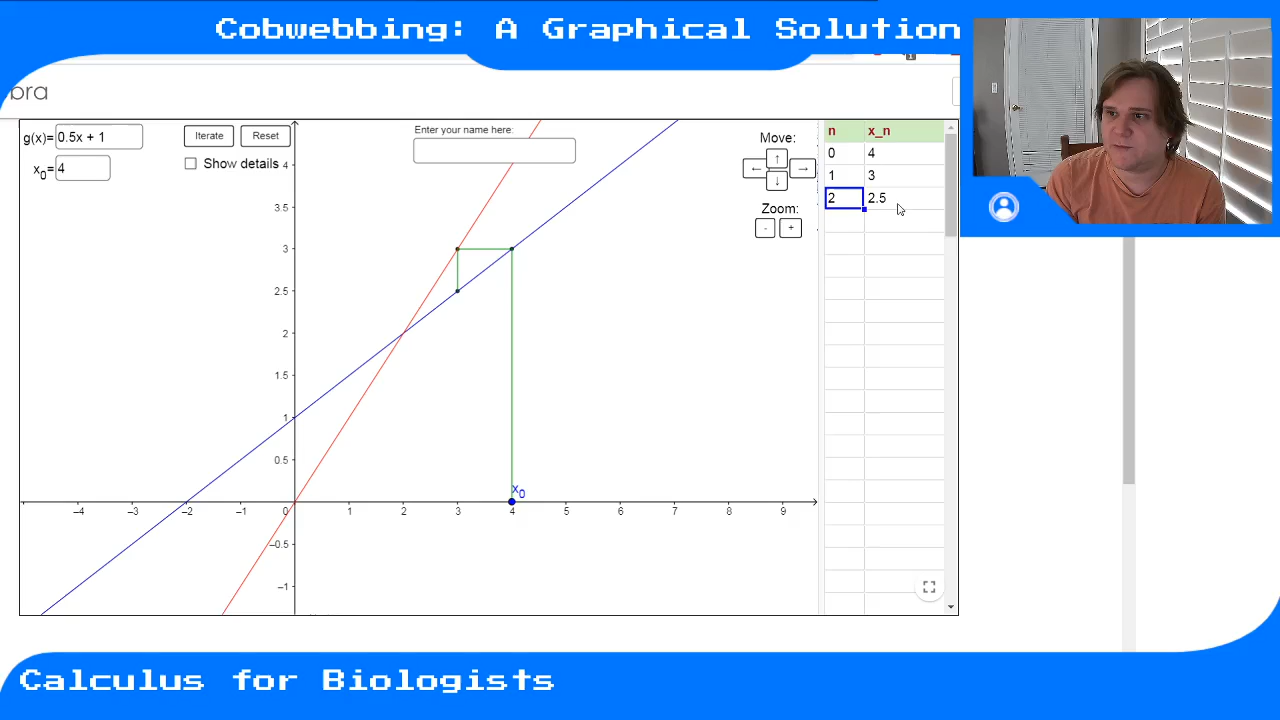 Cobwebbing: A Graphical Solution
bra
g(x)= 0.5x + 1
x₀= 4
Iterate
Reset
Show details
Enter your name here:
Move:
←
↑
↓
→
Zoom:
-
+
n x_n
0 4
1 3
2 2.5
4
3.5
3
2.5
2
1.5
1
0.5
–4 –3 –2 –1 0 1 2 3 4 5 6 7 8 9
–0.5
–1
x₀
Calculus for Biologists